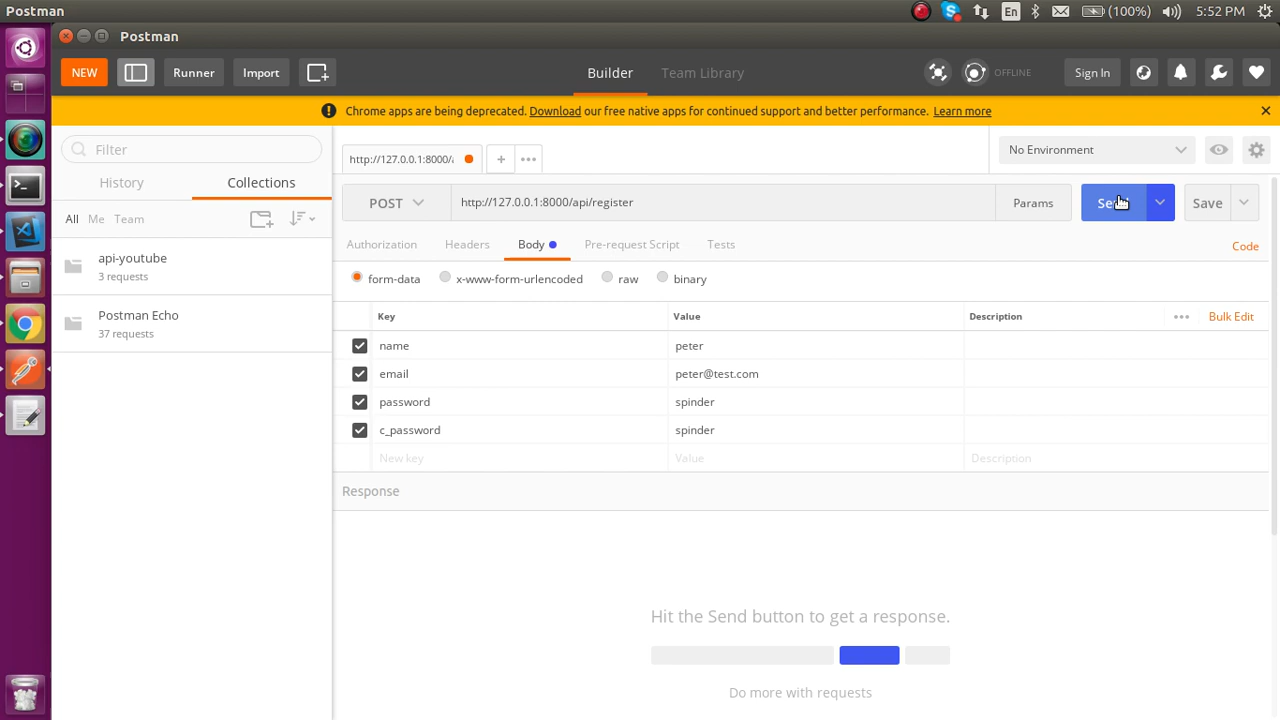 Postman
En
(100%)
5:52 PM
Postman
NEW
Runner
Import
Builder
Team Library
OFFLINE
Sign In
Chrome apps are being deprecated. Download our free native apps for continued support and better performance. Learn more
Filter
History
Collections
All Me Team
api-youtube
3 requests
Postman Echo
37 requests
http://127.0.0.1:8000/
No Environment
POST
http://127.0.0.1:8000/api/register
Params
Save
Authorization
Headers
Body
Pre-request Script
Tests
Code
form-data
x-www-form-urlencoded
raw
binary
Key Value Description
Bulk Edit
name peter
email peter@test.com
password spinder
c_password spinder
New key Value Description
Response
Hit the Send button to get a response.
Do more with requests